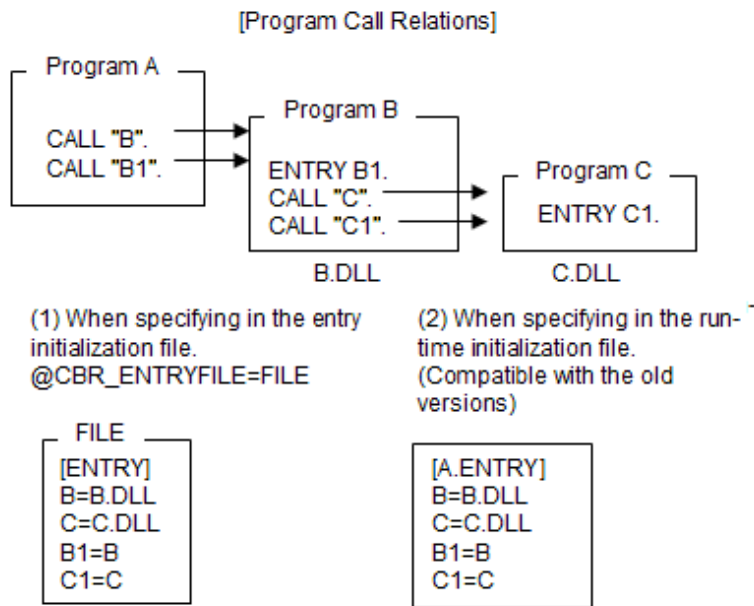 [Program Call Relations]
Program A
CALL "B".
CALL "B1".
Program B
ENTRY B1.
CALL "C".
CALL "C1".
B.DLL
Program C
ENTRY C1.
C.DLL
(1) When specifying in the entry
initialization file.
@CBR_ENTRYFILE=FILE
FILE
[ENTRY]
B=B.DLL
C=C.DLL
B1=B
C1=C
(2) When specifying in the run-
time initialization file.
(Compatible with the old
versions)
[A.ENTRY]
B=B.DLL
C=C.DLL
B1=B
C1=C